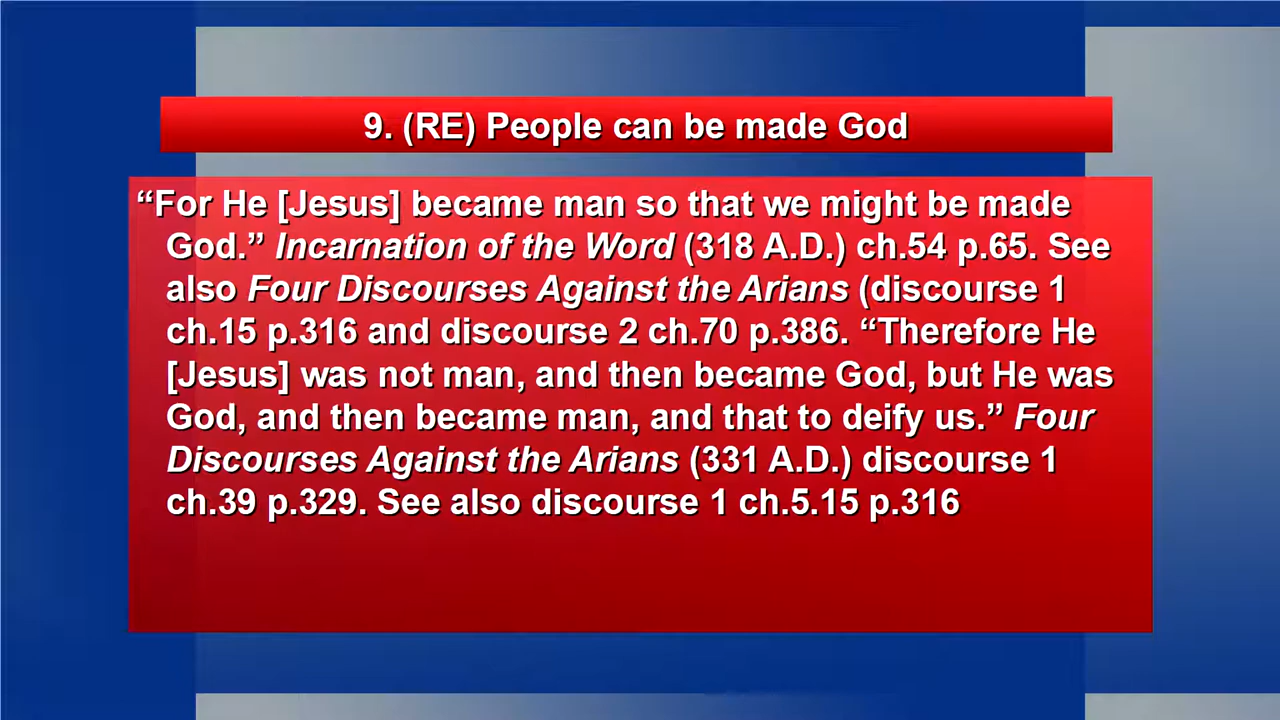 9. (RE) People can be made God
“For He [Jesus] became man so that we might be made
God.” Incarnation of the Word (318 A.D.) ch.54 p.65. See
also Four Discourses Against the Arians (discourse 1
ch.15 p.316 and discourse 2 ch.70 p.386. “Therefore He
[Jesus] was not man, and then became God, but He was
God, and then became man, and that to deify us.” Four
Discourses Against the Arians (331 A.D.) discourse 1
ch.39 p.329. See also discourse 1 ch.5.15 p.316